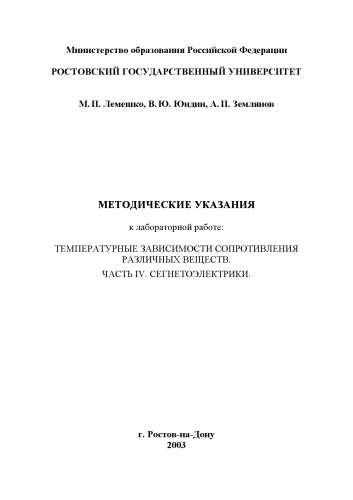 Министерство образования Российской Федерации
РОСТОВСКИЙ ГОСУДАРСТВЕННЫЙ УНИВЕРСИТЕТ
М. П. Лемешко, В. Ю. Юндин, А. П. Землянов
МЕТОДИЧЕСКИЕ УКАЗАНИЯ
к лабораторной работе:
ТЕМПЕРАТУРНЫЕ ЗАВИСИМОСТИ СОПРОТИВЛЕНИЯ
РАЗЛИЧНЫХ ВЕЩЕСТВ.
ЧАСТЬ IV. СЕГНЕТОЭЛЕКТРИКИ.
г. Ростов-на-Дону
2003